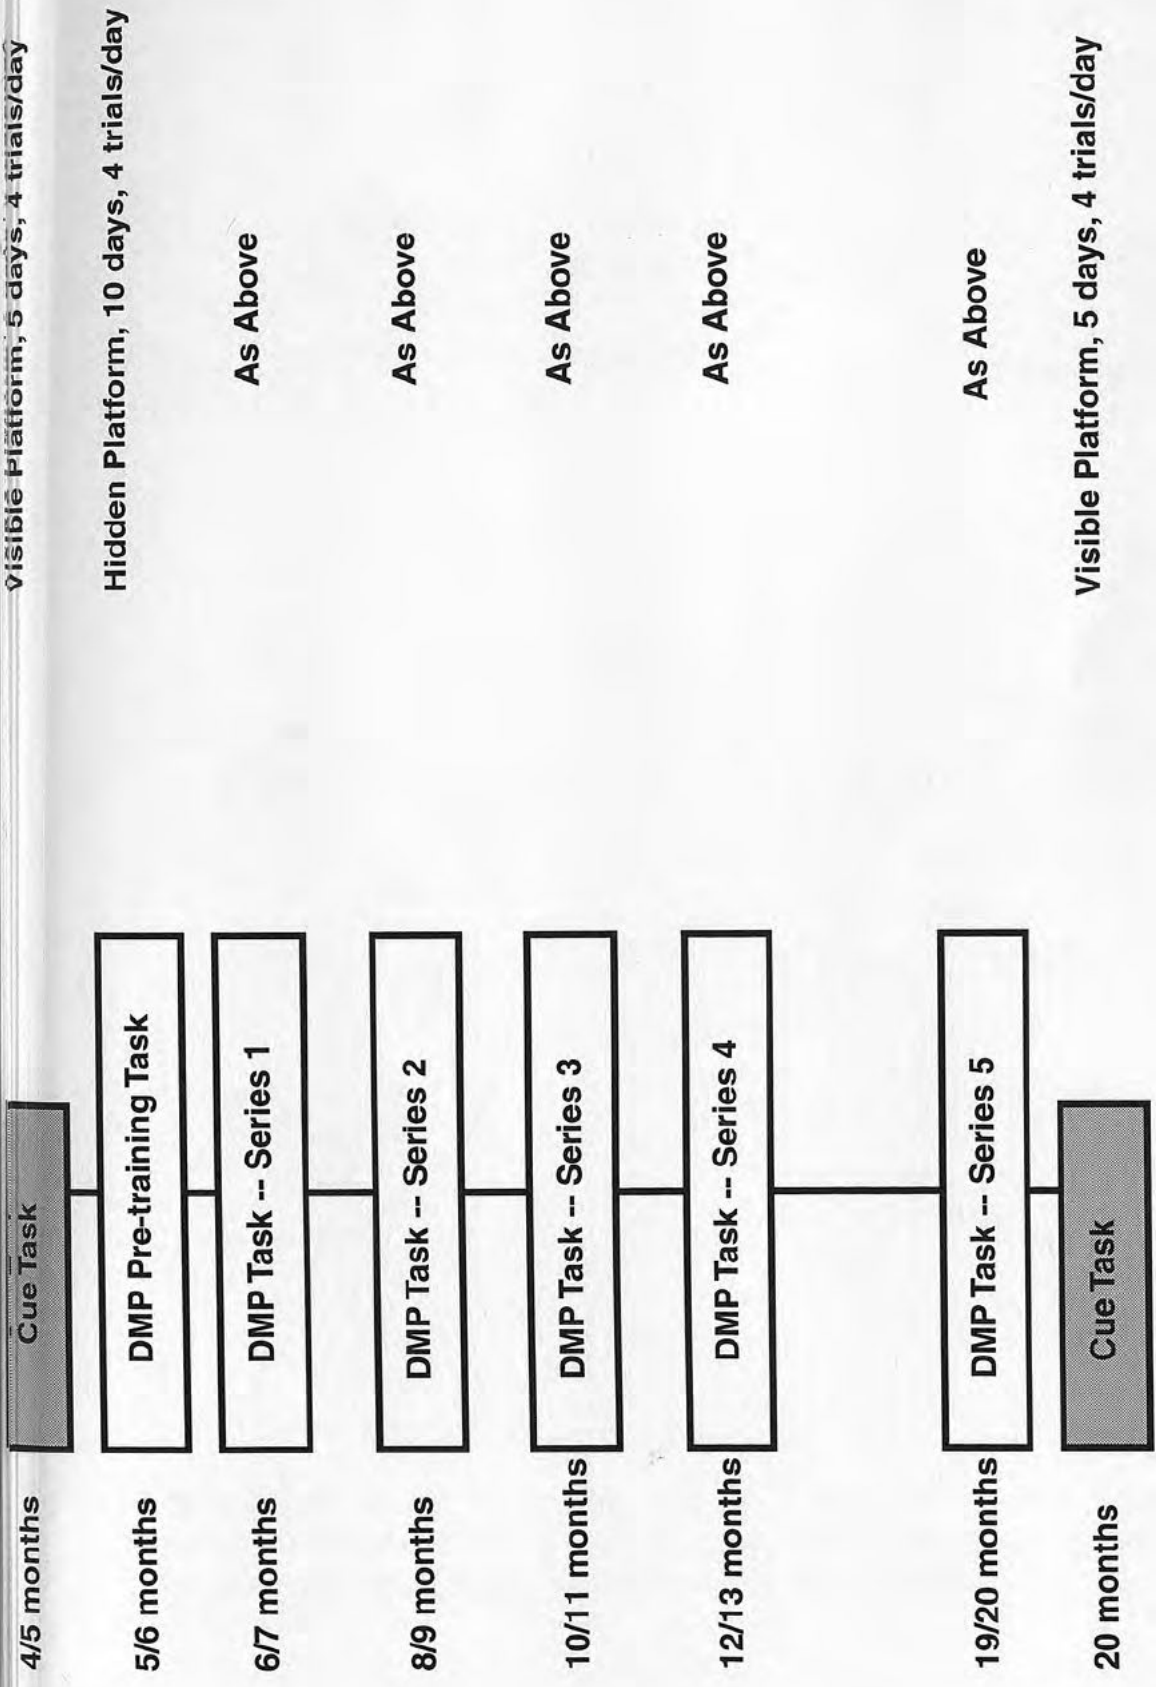 4/5 months Cue Task Visible Platform, 5 days, 4 trials/day
5/6 months DMP Pre-training Task Hidden Platform, 10 days, 4 trials/day
6/7 months DMP Task -- Series 1 As Above
8/9 months DMP Task -- Series 2 As Above
10/11 months DMP Task -- Series 3 As Above
12/13 months DMP Task -- Series 4 As Above
19/20 months DMP Task -- Series 5 As Above
20 months Cue Task Visible Platform, 5 days, 4 trials/day